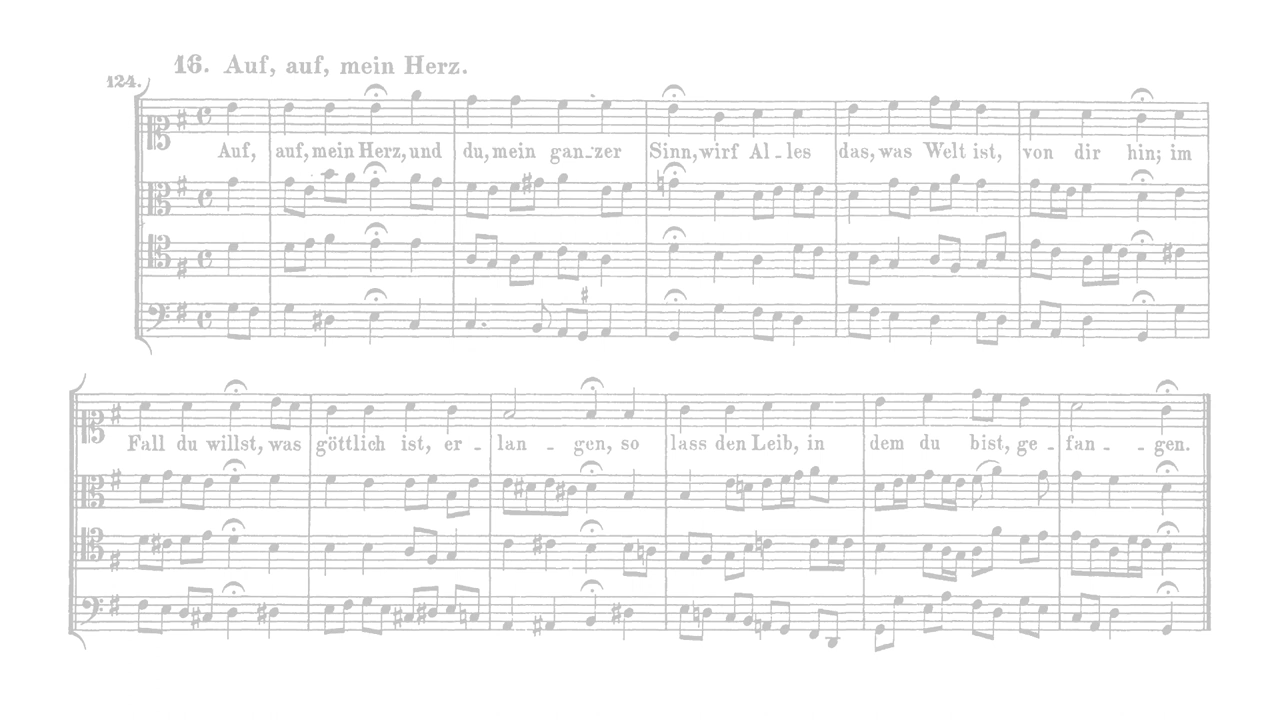 16. Auf, auf, mein Herz.
124.
Auf, auf, mein Herz, und du, mein gan-zer Sinn, wirf Al-les das, was Welt ist, von dir hin; im
Fall du willst, was göttlich ist, er- lan - gen, so lass den Leib, in dem du bist, ge- fan - - gen.